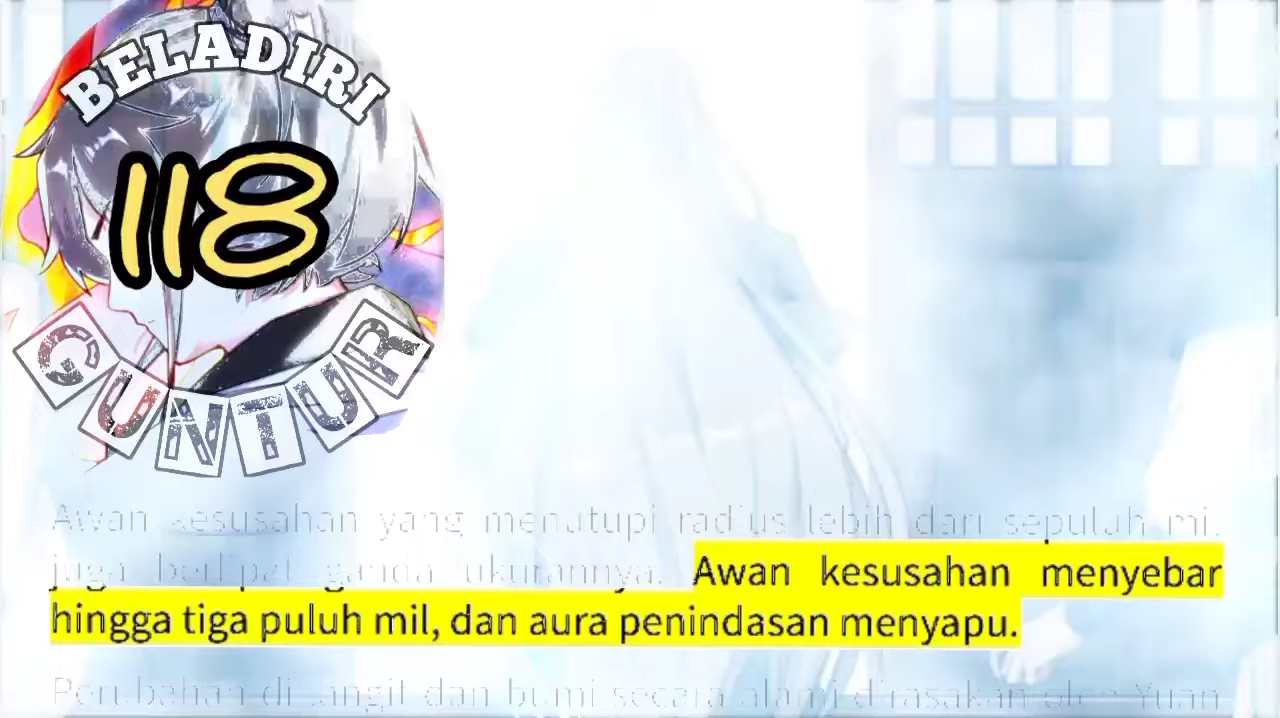 BELADIRI
118
GUNTUR
Awan kesusahan yang menutupi radius lebih dari sepuluh mil
juga berlipat ganda ukurannya. Awan kesusahan menyebar
hingga tiga puluh mil, dan aura penindasan menyapu.
Perubahan di langit dan bumi secara alami dirasakan oleh Yuan